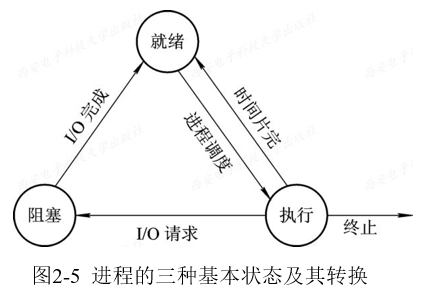 就绪
I/O 完成
进程调度
时间片完
阻塞
I/O 请求
执行
终止
图2-5 进程的三种基本状态及其转换